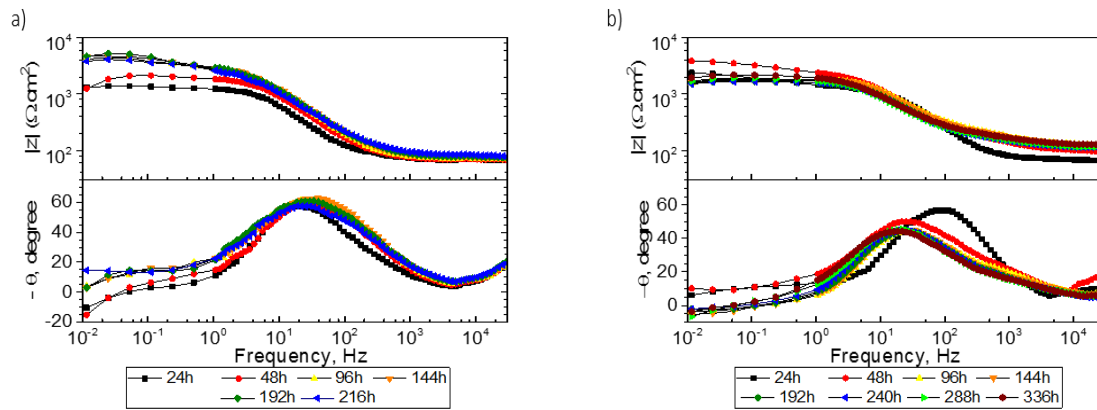 a)
10⁴
10³
10²
|Z| (Ωcm²)
60
40
20
0
-20
- θ, degree
10⁻² 10⁻¹ 10⁰ 10¹ 10² 10³ 10⁴
Frequency, Hz
24h 48h 96h 144h
192h 216h
b)
10⁴
10³
10²
|Z| (Ωcm²)
60
40
20
0
−θ, degree
10⁻² 10⁻¹ 10⁰ 10¹ 10² 10³ 10⁴
Frequency, Hz
24h 48h 96h 144h
192h 240h 288h 336h